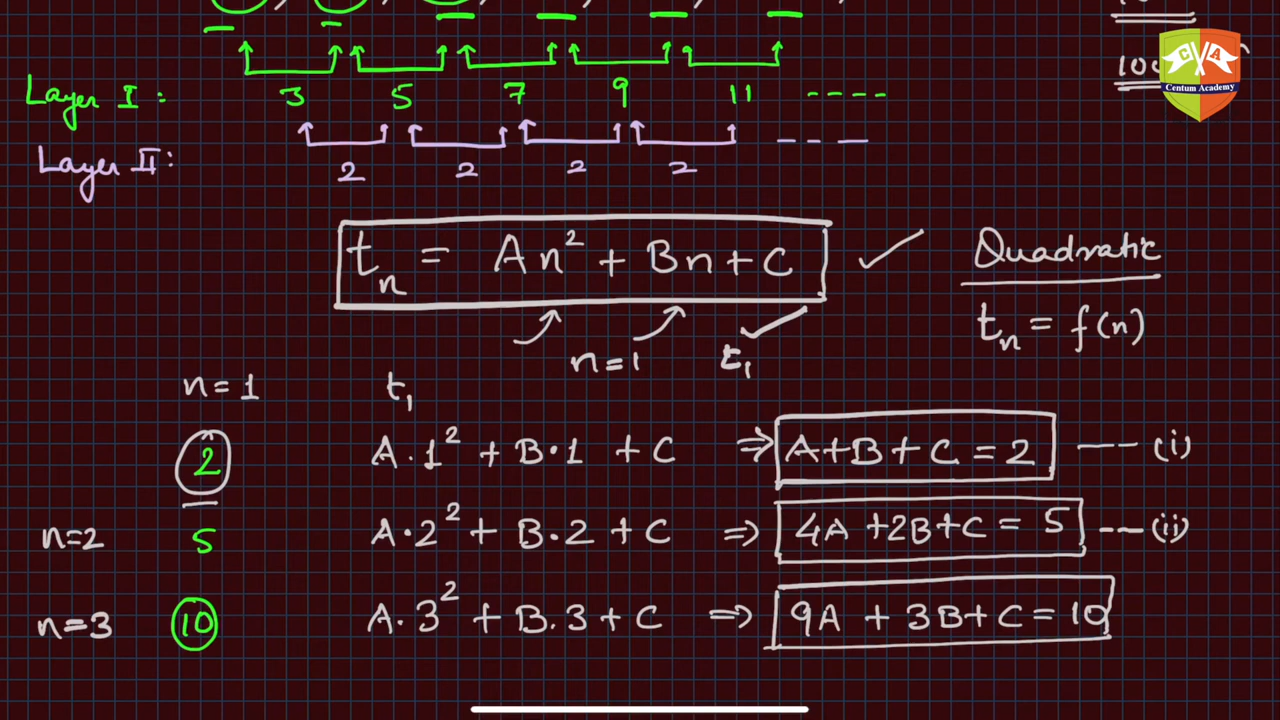 Layer I : 3 5 7 9 11 ----
Centum Academy
Layer II : 2 2 2 2 ---
tₙ = An² + Bn + C ✓ Quadratic
tₙ = f(n)
n=1 t₁
n = 1 t₁
2 A·1² + B·1 + C ⇒ A+B+C = 2 --- (i)
n=2 5 A·2² + B·2 + C ⇒ 4A +2B+C = 5 --- (ii)
n=3 10 A·3² + B.3 + C ⇒ 9A + 3B+C = 10